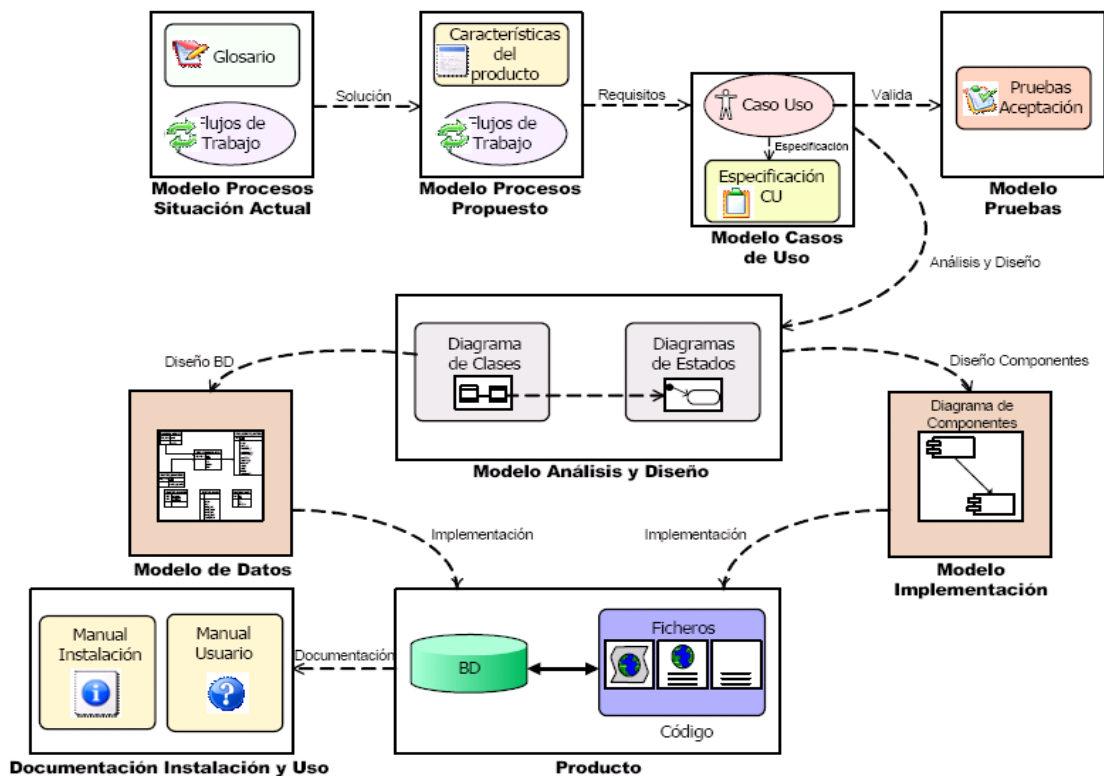 Glosario
Flujos de
Trabajo
Modelo Procesos
Situación Actual
Solución
Características
del
producto
Flujos de
Trabajo
Modelo Procesos
Propuesto
Requisitos
Caso Uso
Especificación
Especificación
CU
Modelo Casos
de Uso
Valida
Pruebas
Aceptación
Modelo
Pruebas
Análisis y Diseño
Diagrama
de Clases
Diagramas
de Estados
Modelo Análisis y Diseño
Diseño BD
Modelo de Datos
Diseño Componentes
Diagrama de
Componentes
Modelo
Implementación
Implementación
Implementación
Manual
Instalación
Manual
Usuario
Documentación Instalación y Uso
Documentación
BD
Ficheros
Código
Producto